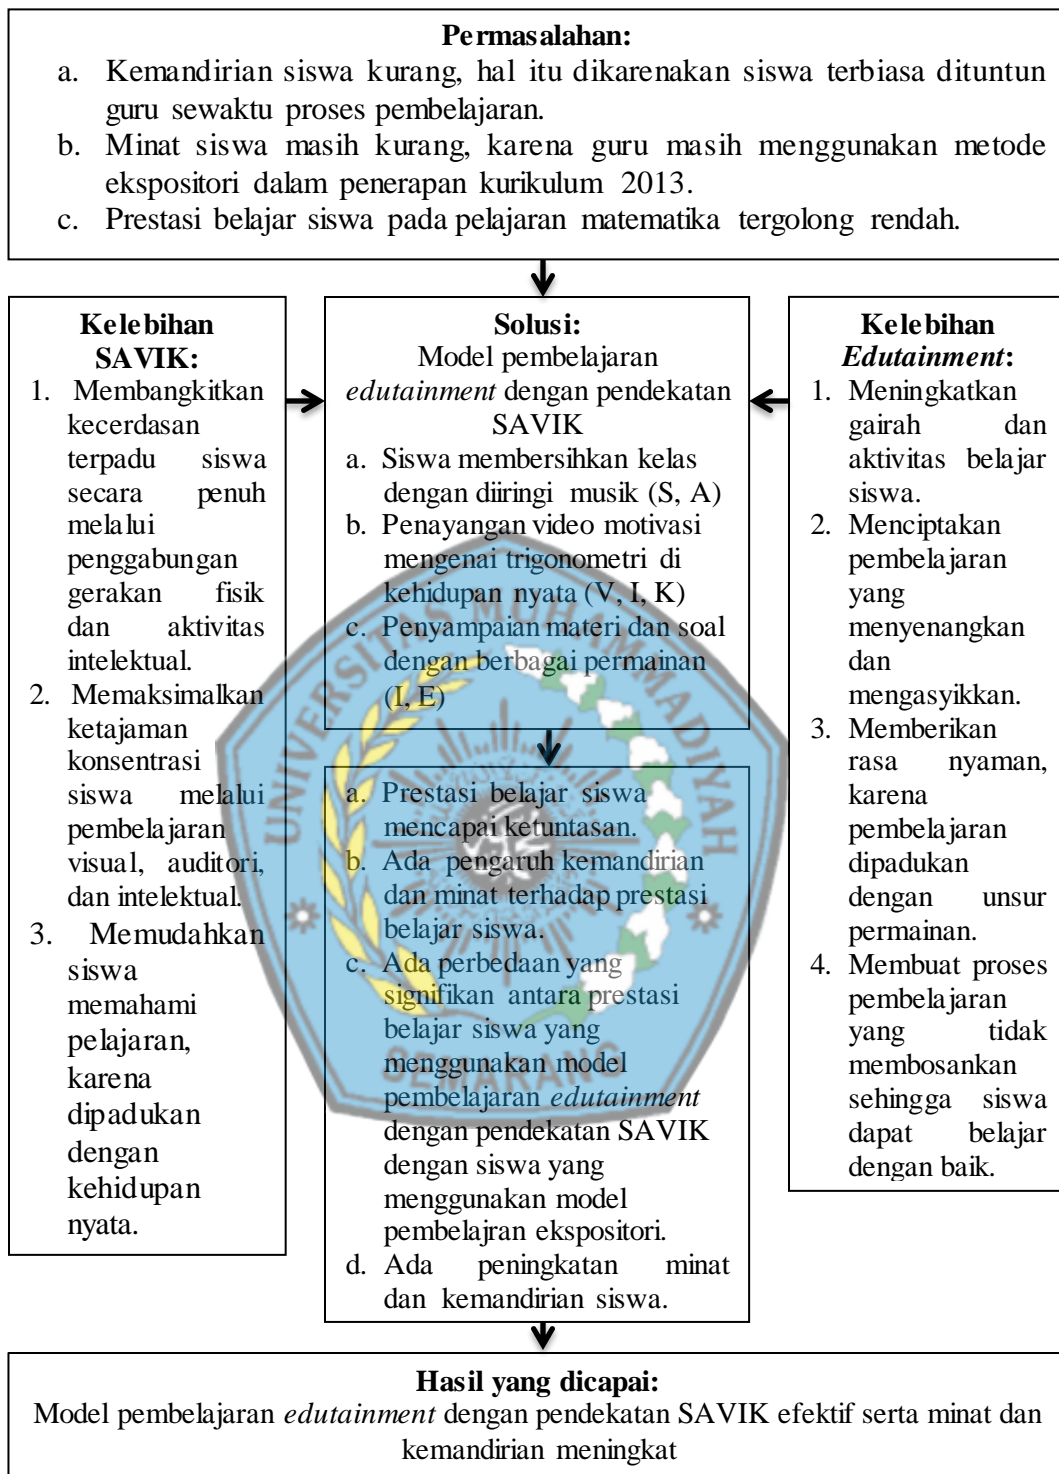 Permasalahan:
a. Kemandirian siswa kurang, hal itu dikarenakan siswa terbiasa dituntun
guru sewaktu proses pembelajaran.
b. Minat siswa masih kurang, karena guru masih menggunakan metode
ekspositori dalam penerapan kurikulum 2013.
c. Prestasi belajar siswa pada pelajaran matematika tergolong rendah.
Kelebihan
SAVIK:
1. Membangkitkan
kecerdasan
terpadu siswa
secara penuh
melalui
penggabungan
gerakan fisik
dan aktivitas
intelektual.
2. Memaksimalkan
ketajaman
konsentrasi
siswa melalui
pembelajaran
visual, auditori,
dan intelektual.
3. Memudahkan
siswa
memahami
pelajaran,
karena
dipadukan
dengan
kehidupan
nyata.
Solusi:
Model pembelajaran
edutainment dengan pendekatan
SAVIK
a. Siswa membersihkan kelas
dengan diiringi musik (S, A)
b. Penayangan video motivasi
mengenai trigonometri di
kehidupan nyata (V, I, K)
c. Penyampaian materi dan soal
dengan berbagai permainan
(I, E)
a. Prestasi belajar siswa
mencapai ketuntasan.
b. Ada pengaruh kemandirian
dan minat terhadap prestasi
belajar siswa.
c. Ada perbedaan yang
signifikan antara prestasi
belajar siswa yang
menggunakan model
pembelajaran edutainment
dengan pendekatan SAVIK
dengan siswa yang
menggunakan model
pembelajran ekspositori.
d. Ada peningkatan minat
dan kemandirian siswa.
Kelebihan
Edutainment:
1. Meningkatkan
gairah dan
aktivitas belajar
siswa.
2. Menciptakan
pembelajaran
yang
menyenangkan
dan
mengasyikkan.
3. Memberikan
rasa nyaman,
karena
pembelajaran
dipadukan
dengan unsur
permainan.
4. Membuat proses
pembelajaran
yang tidak
membosankan
sehingga siswa
dapat belajar
dengan baik.
Hasil yang dicapai:
Model pembelajaran edutainment dengan pendekatan SAVIK efektif serta minat dan
kemandirian meningkat
UNIVERSITAS MUHAMMADIYAH
SEMARANG